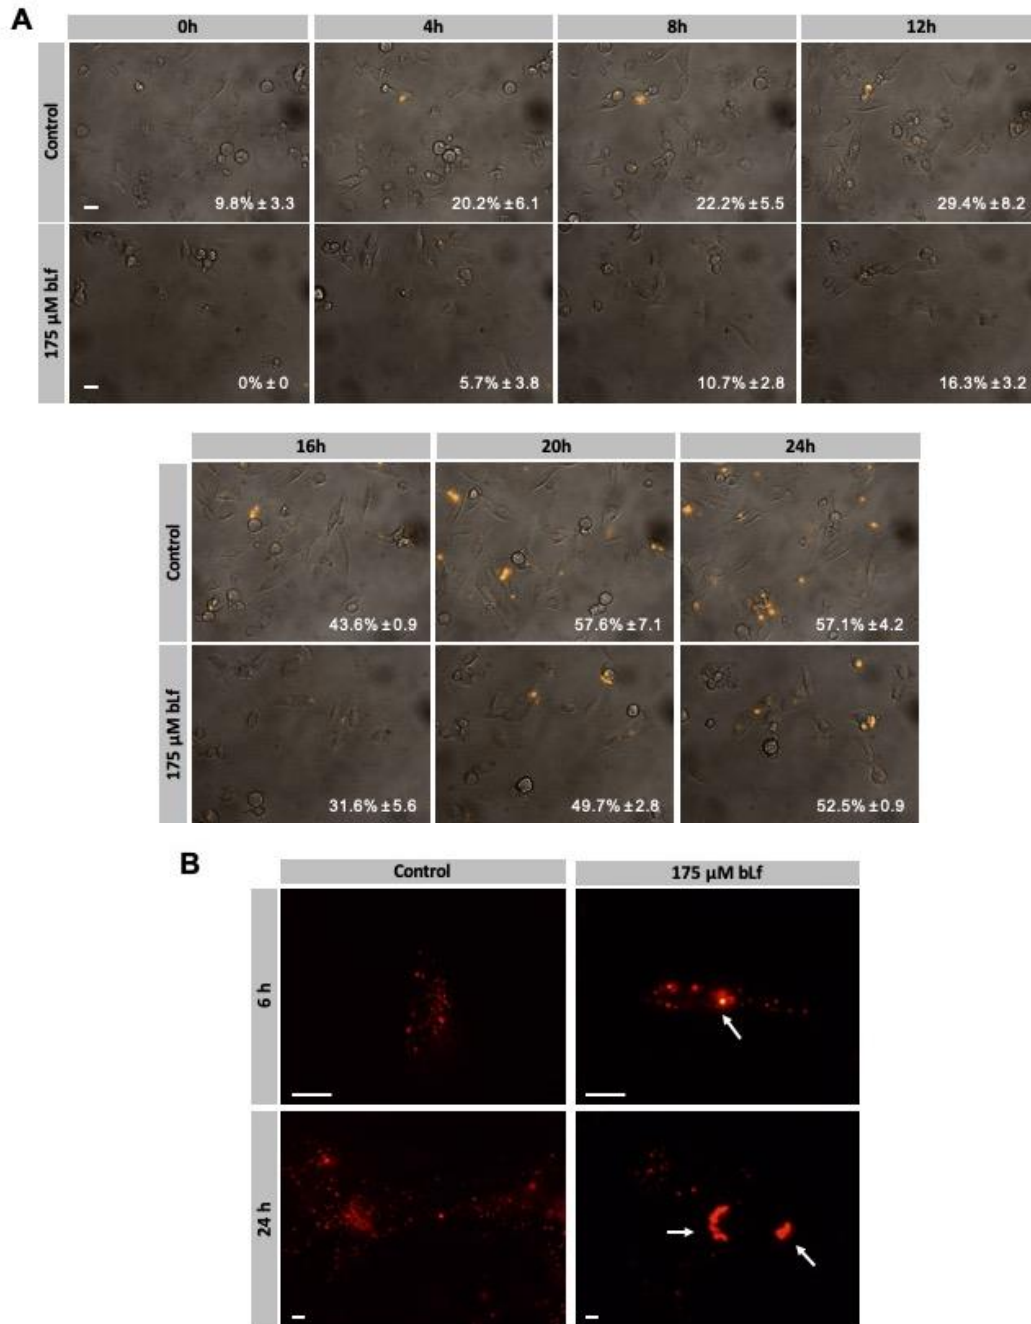 A
0h 4h 8h 12h
Control
9.8% ± 3.3 20.2% ± 6.1 22.2% ± 5.5 29.4% ± 8.2
175 µM bLf
0% ± 0 5.7% ± 3.8 10.7% ± 2.8 16.3% ± 3.2
16h 20h 24h
Control
43.6% ± 0.9 57.6% ± 7.1 57.1% ± 4.2
175 µM bLf
31.6% ± 5.6 49.7% ± 2.8 52.5% ± 0.9
B
Control 175 µM bLf
6 h
24 h